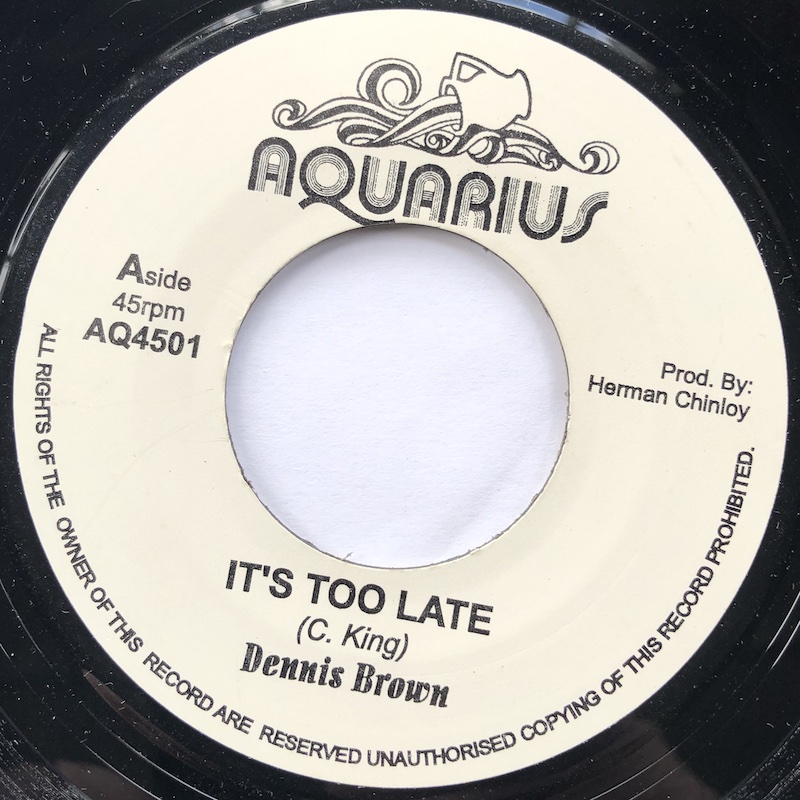 AQUARIUS
Aside
45rpm
AQ4501
Prod. By:
Herman Chinloy
IT'S TOO LATE
(C. King)
Dennis Brown
ALL RIGHTS OF THE OWNER OF THIS RECORD ARE RESERVED UNAUTHORISED COPYING OF THIS RECORD PROHIBITED.